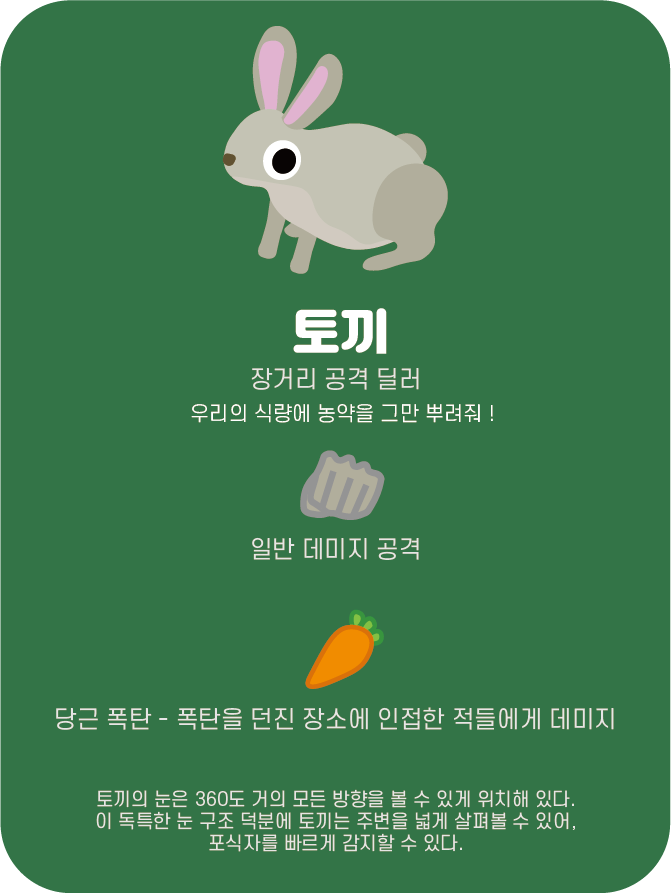 토끼
장거리 공격 딜러
우리의 식량에 농약을 그만 뿌려줘 !
일반 데미지 공격
당근 폭탄 - 폭탄을 던진 장소에 인접한 적들에게 데미지
토끼의 눈은 360도 거의 모든 방향을 볼 수 있게 위치해 있다.
이 독특한 눈 구조 덕분에 토끼는 주변을 넓게 살펴볼 수 있어,
포식자를 빠르게 감지할 수 있다.